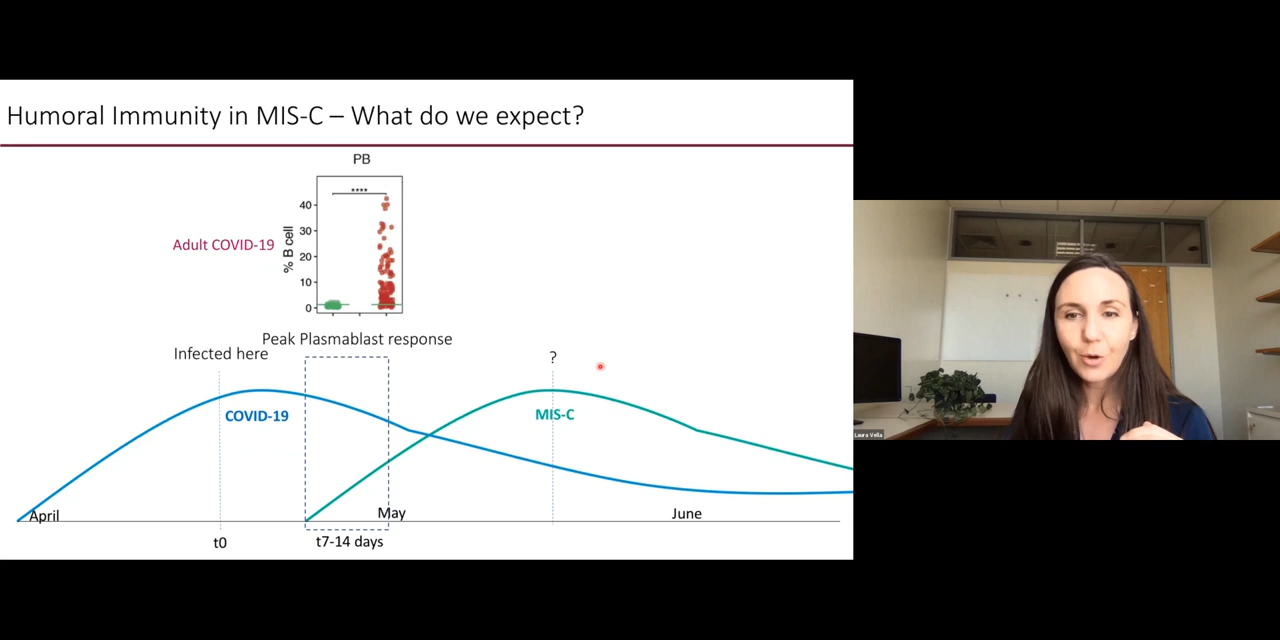 Humoral Immunity in MIS-C – What do we expect?
PB
****
40
30
20
10
0
% B cell
Adult COVID-19
Peak Plasmablast response
Infected here
?
COVID-19
MIS-C
April
May
June
t0
t7-14 days
Laura Vella